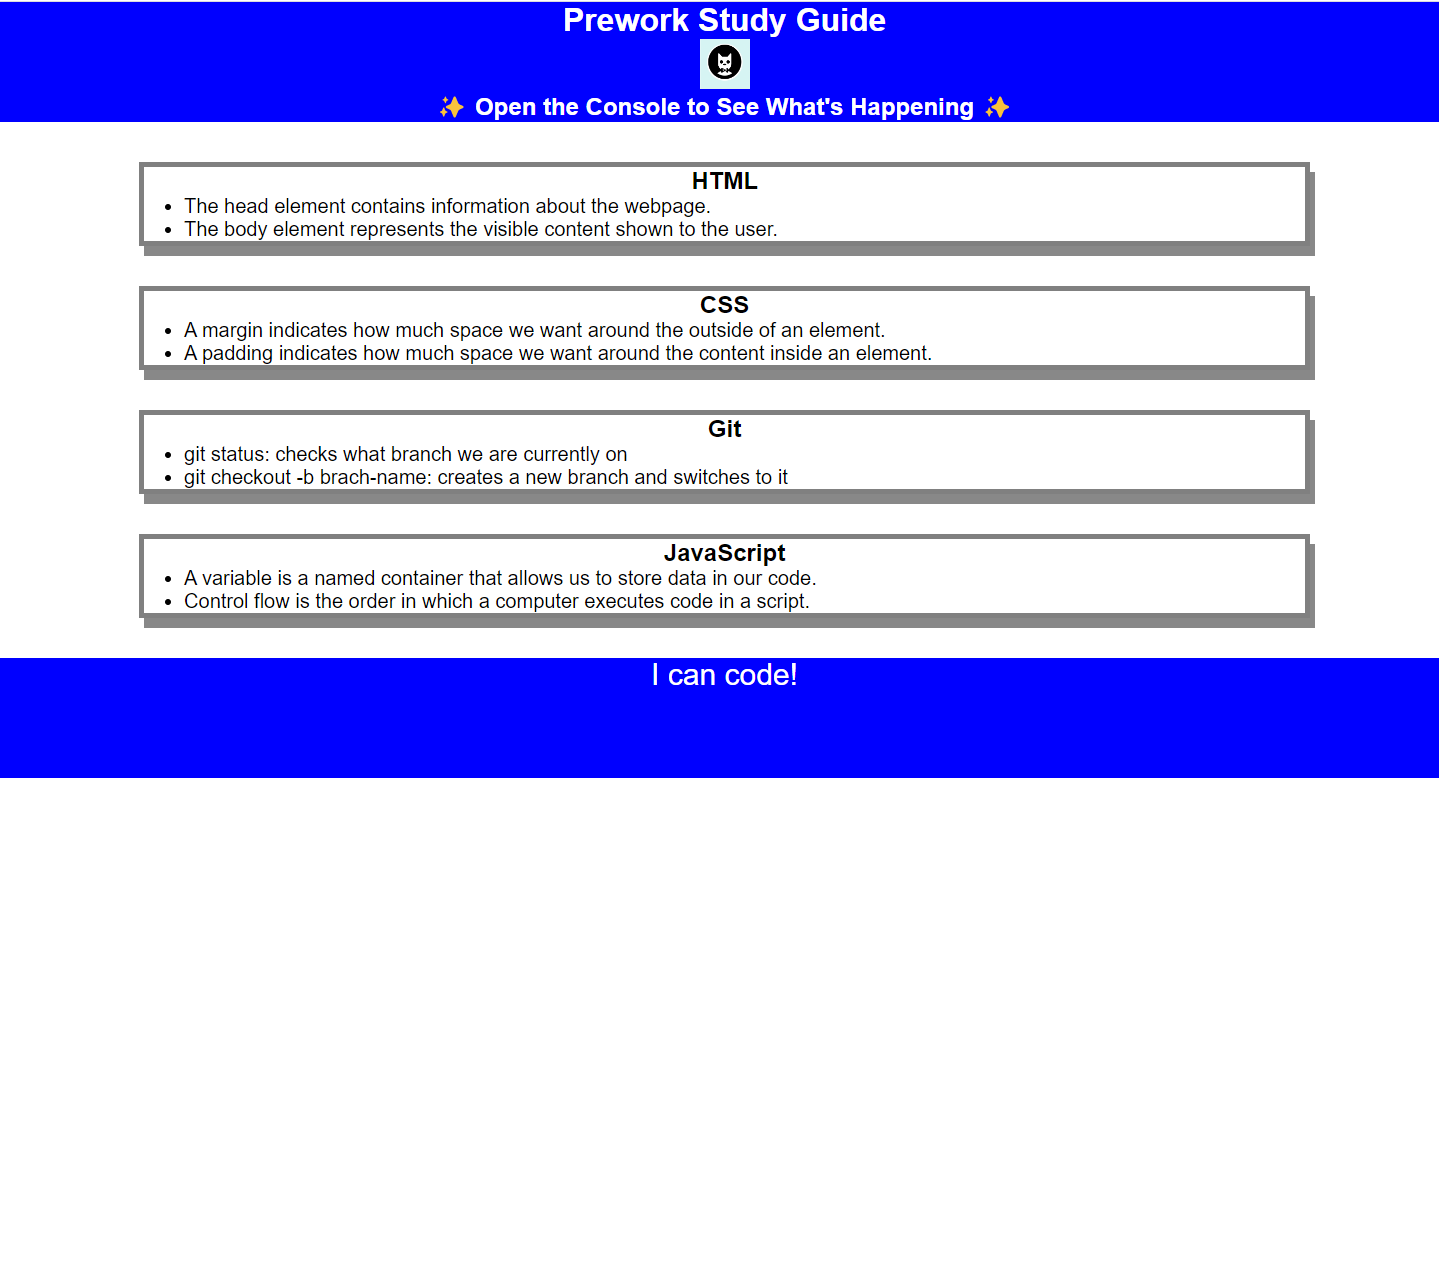 Prework Study Guide
✨ Open the Console to See What's Happening ✨
HTML
• The head element contains information about the webpage.
• The body element represents the visible content shown to the user.
CSS
• A margin indicates how much space we want around the outside of an element.
• A padding indicates how much space we want around the content inside an element.
Git
• git status: checks what branch we are currently on
• git checkout -b brach-name: creates a new branch and switches to it
JavaScript
• A variable is a named container that allows us to store data in our code.
• Control flow is the order in which a computer executes code in a script.
I can code!